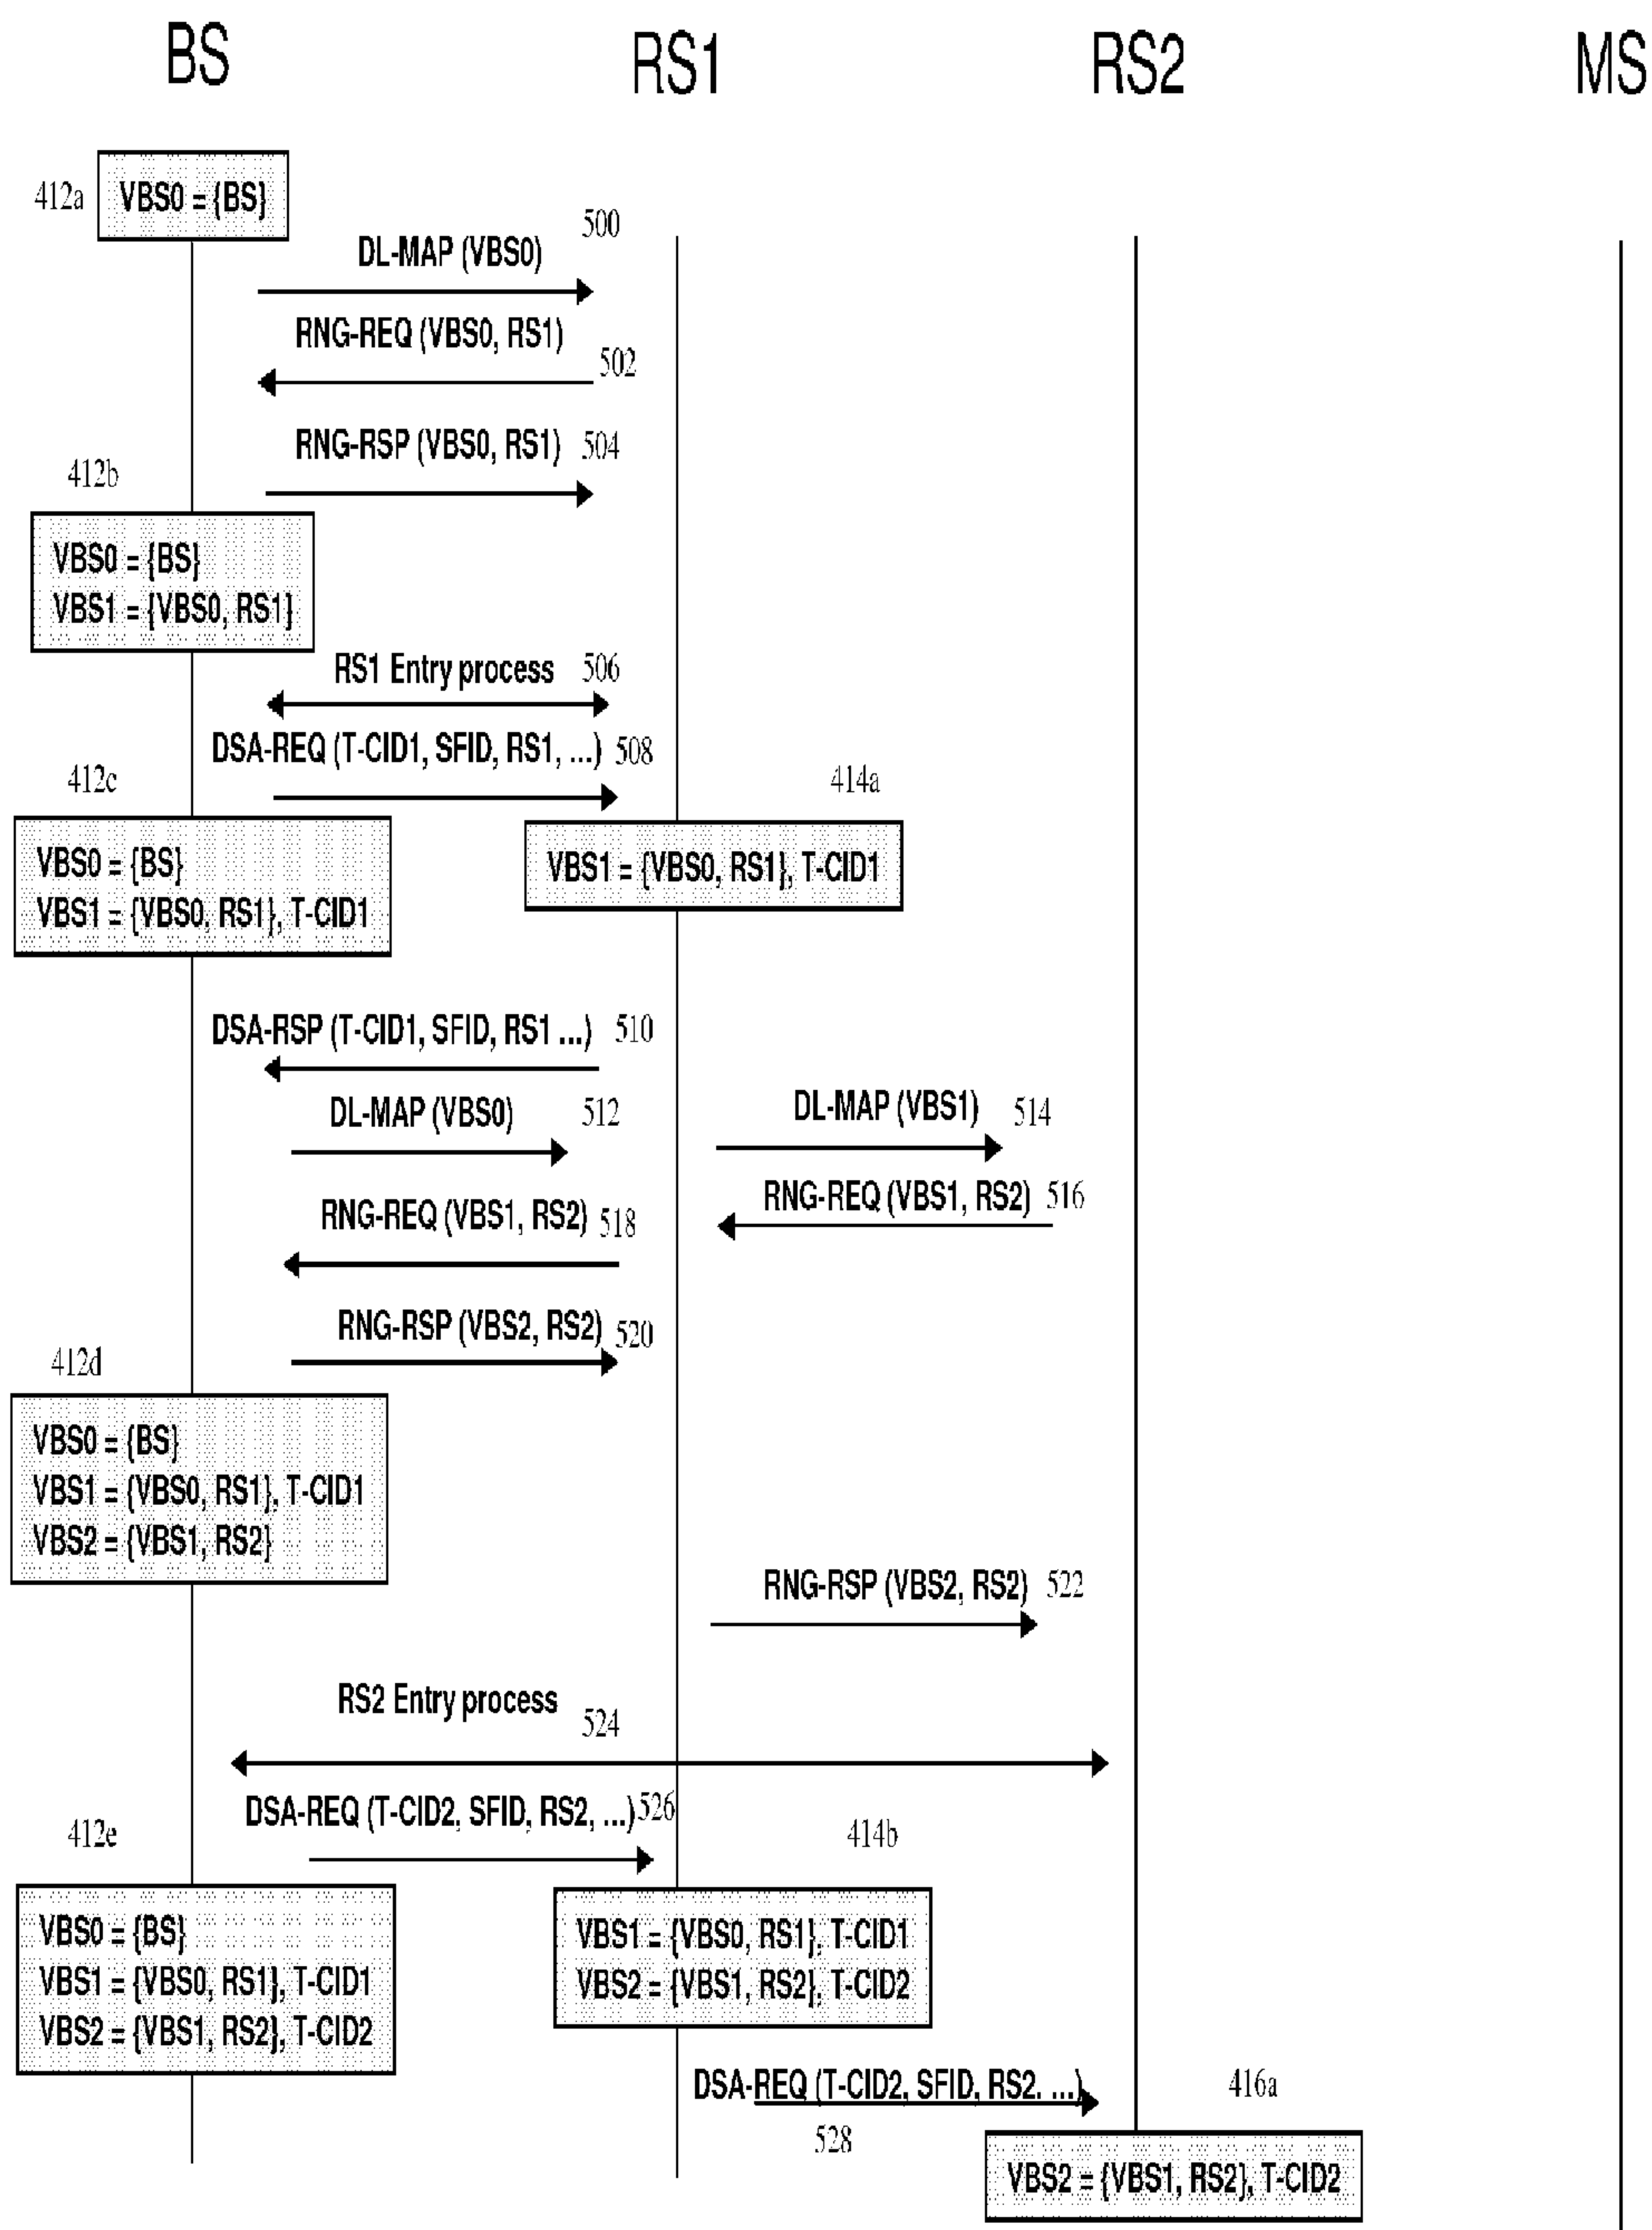 BS RS1 RS2 MS
412a VBS0 = {BS}
500
DL-MAP (VBS0)
RNG-REQ (VBS0, RS1)
502
RNG-RSP (VBS0, RS1) 504
412b
VBS0 = {BS}
VBS1 = {VBS0, RS1}
RS1 Entry process 506
DSA-REQ (T-CID1, SFID, RS1, ...) 508
412c 414a
VBS0 = {BS}
VBS1 = {VBS0, RS1}, T-CID1
VBS1 = {VBS0, RS1}, T-CID1
DSA-RSP (T-CID1, SFID, RS1 ...) 510
DL-MAP (VBS0) 512
DL-MAP (VBS1) 514
RNG-REQ (VBS1, RS2) 516
RNG-REQ (VBS1, RS2) 518
RNG-RSP (VBS2, RS2) 520
412d
VBS0 = {BS}
VBS1 = {VBS0, RS1}, T-CID1
VBS2 = {VBS1, RS2}
RNG-RSP (VBS2, RS2) 522
RS2 Entry process
524
DSA-REQ (T-CID2, SFID, RS2, ...) 526
412e 414b
VBS0 = {BS}
VBS1 = {VBS0, RS1}, T-CID1
VBS2 = {VBS1, RS2}, T-CID2
VBS1 = {VBS0, RS1}, T-CID1
VBS2 = {VBS1, RS2}, T-CID2
DSA-REQ (T-CID2, SFID, RS2. ...)
416a
528
VBS2 = {VBS1, RS2}, T-CID2